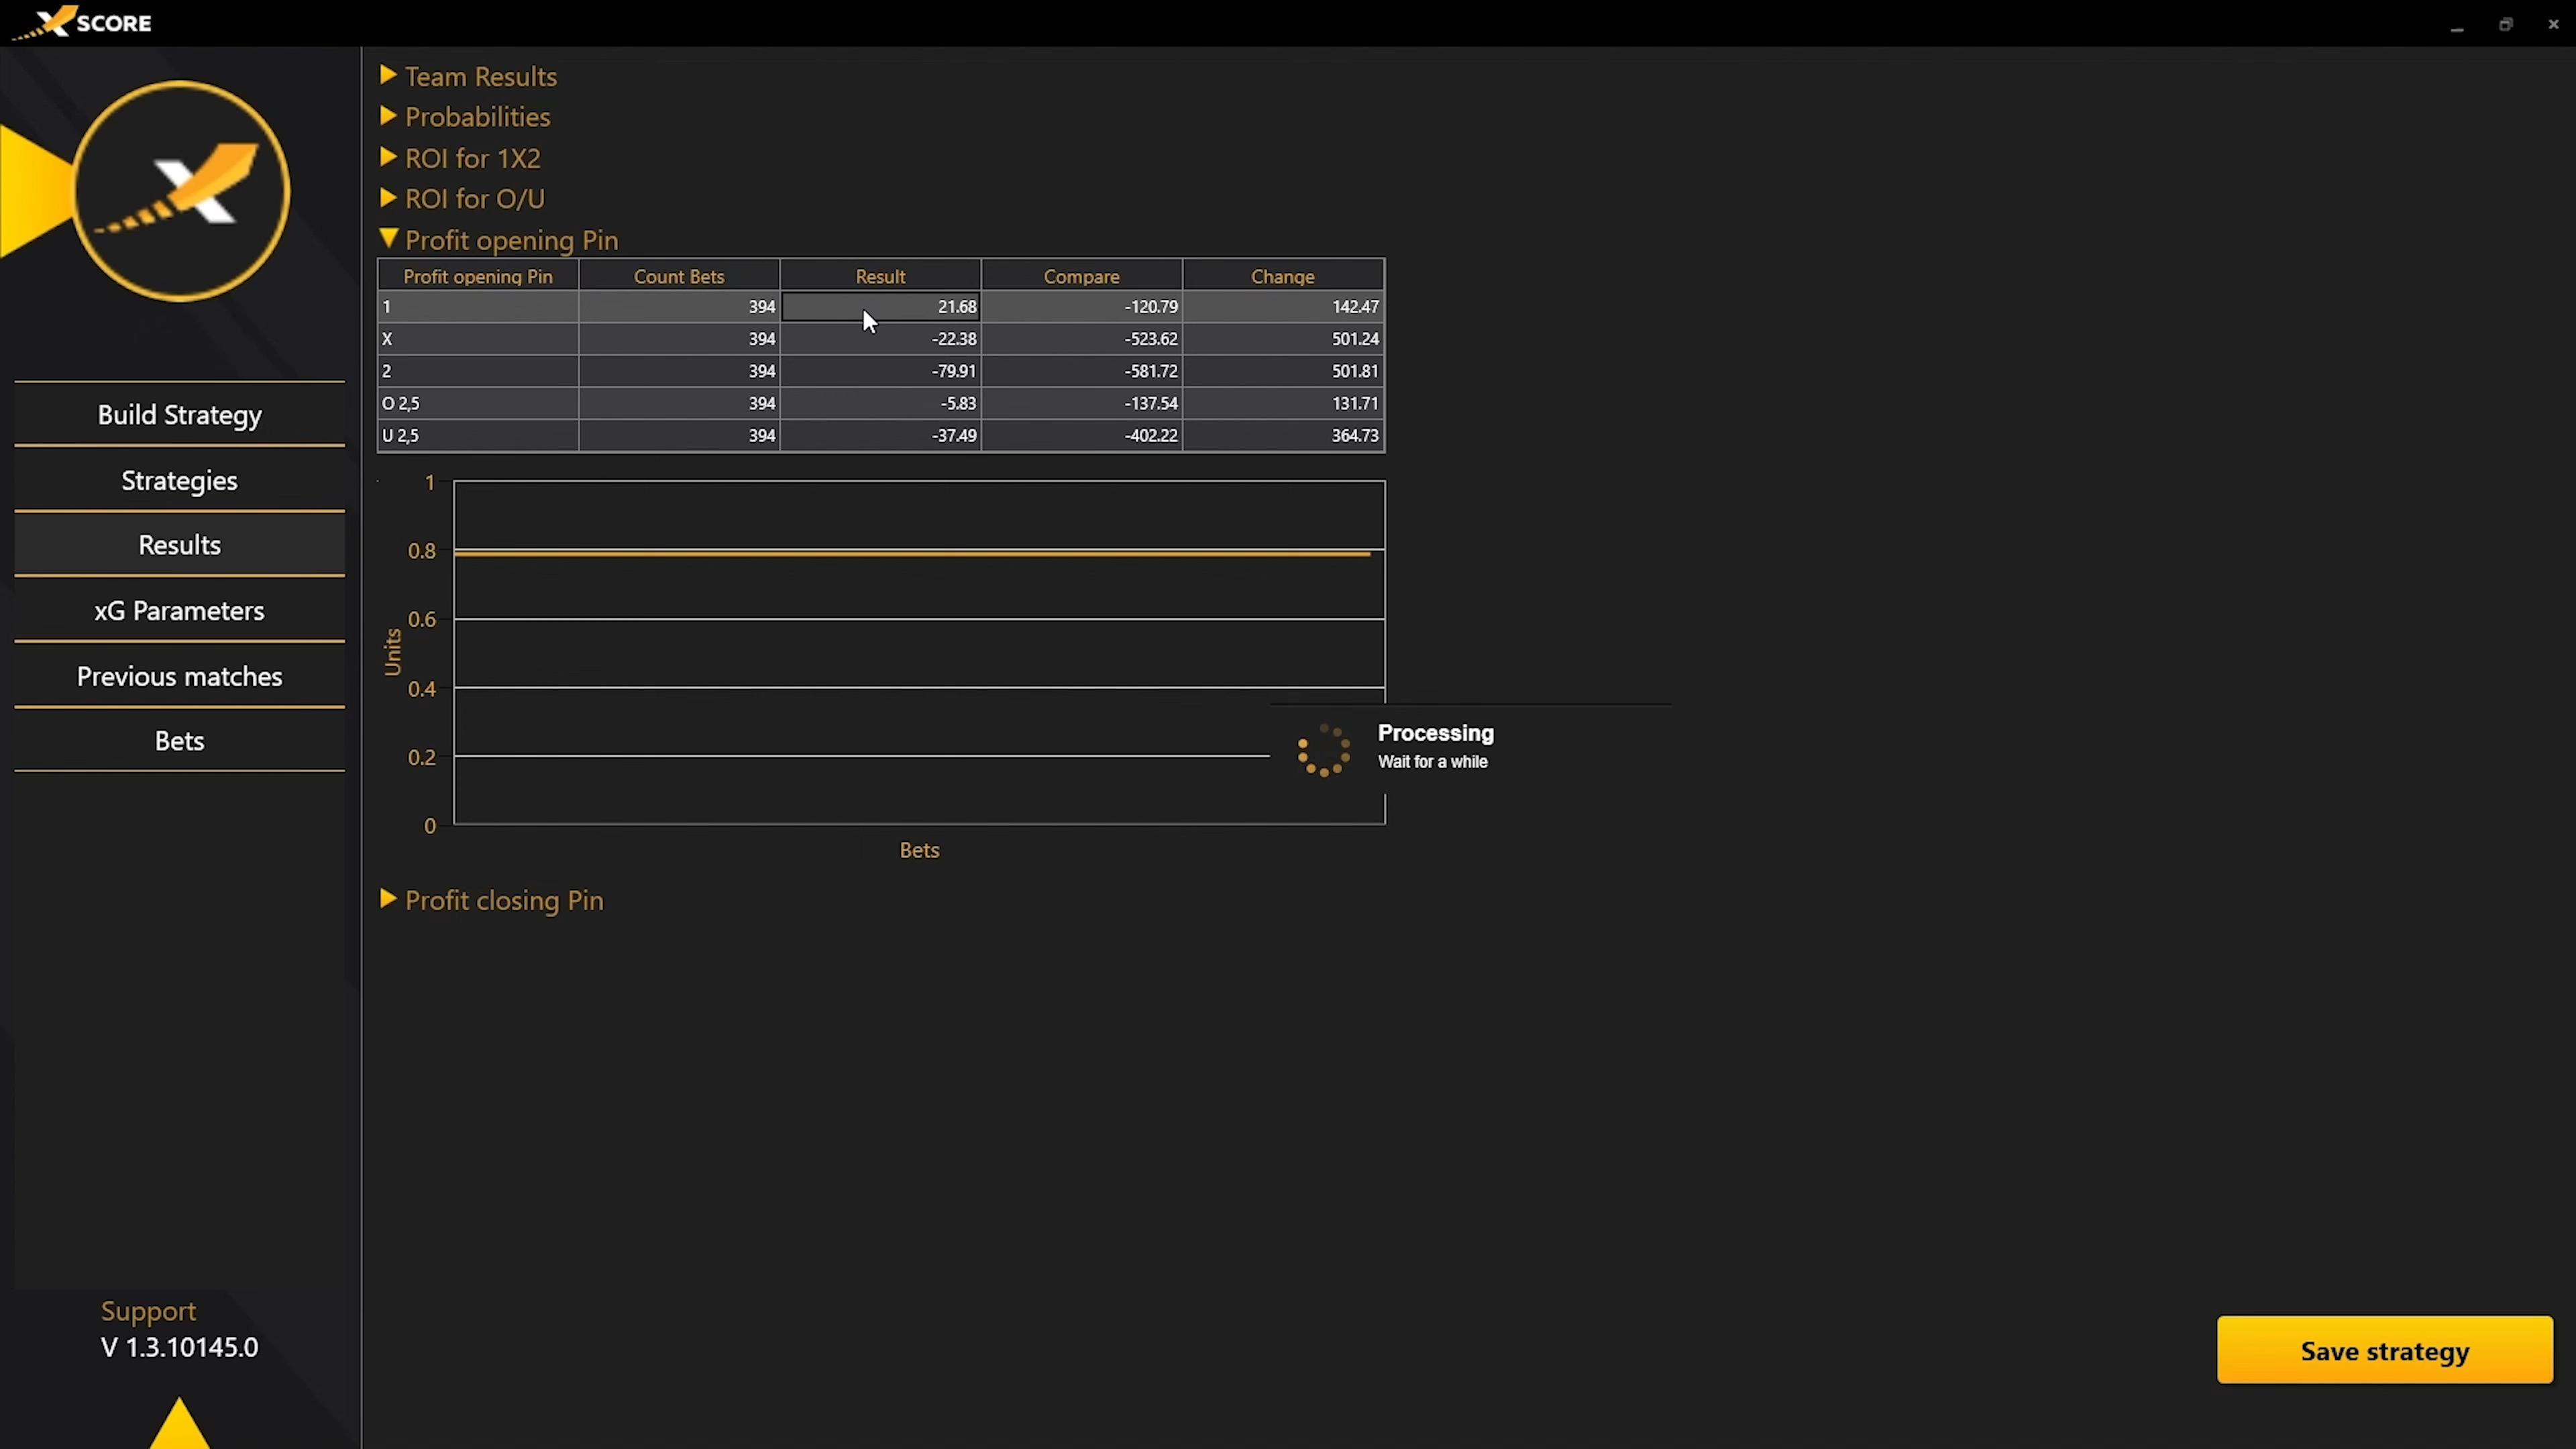 X SCORE
Team Results
Probabilities
ROI for 1X2
ROI for O/U
Profit opening Pin
Profit opening Pin Count Bets Result Compare Change
1 394 21.68 -120.79 142.47
X 394 -22.38 -523.62 501.24
2 394 -79.91 -581.72 501.81
O 2,5 394 -5.83 -137.54 131.71
U 2,5 394 -37.49 -402.22 364.73
Build Strategy
Strategies
Results
xG Parameters
Previous matches
Bets
1
0.8
0.6
0.4
0.2
0
Units
Bets
Processing
Wait for a while
Profit closing Pin
Support
V 1.3.10145.0
Save strategy